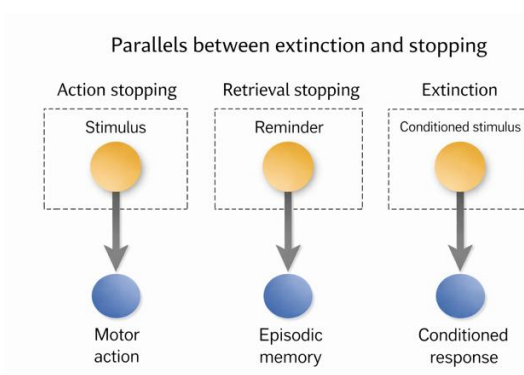 Parallels between extinction and stopping
Action stopping
Retrieval stopping
Extinction
Stimulus
Reminder
Conditioned stimulus
Motor
action
Episodic
memory
Conditioned
response